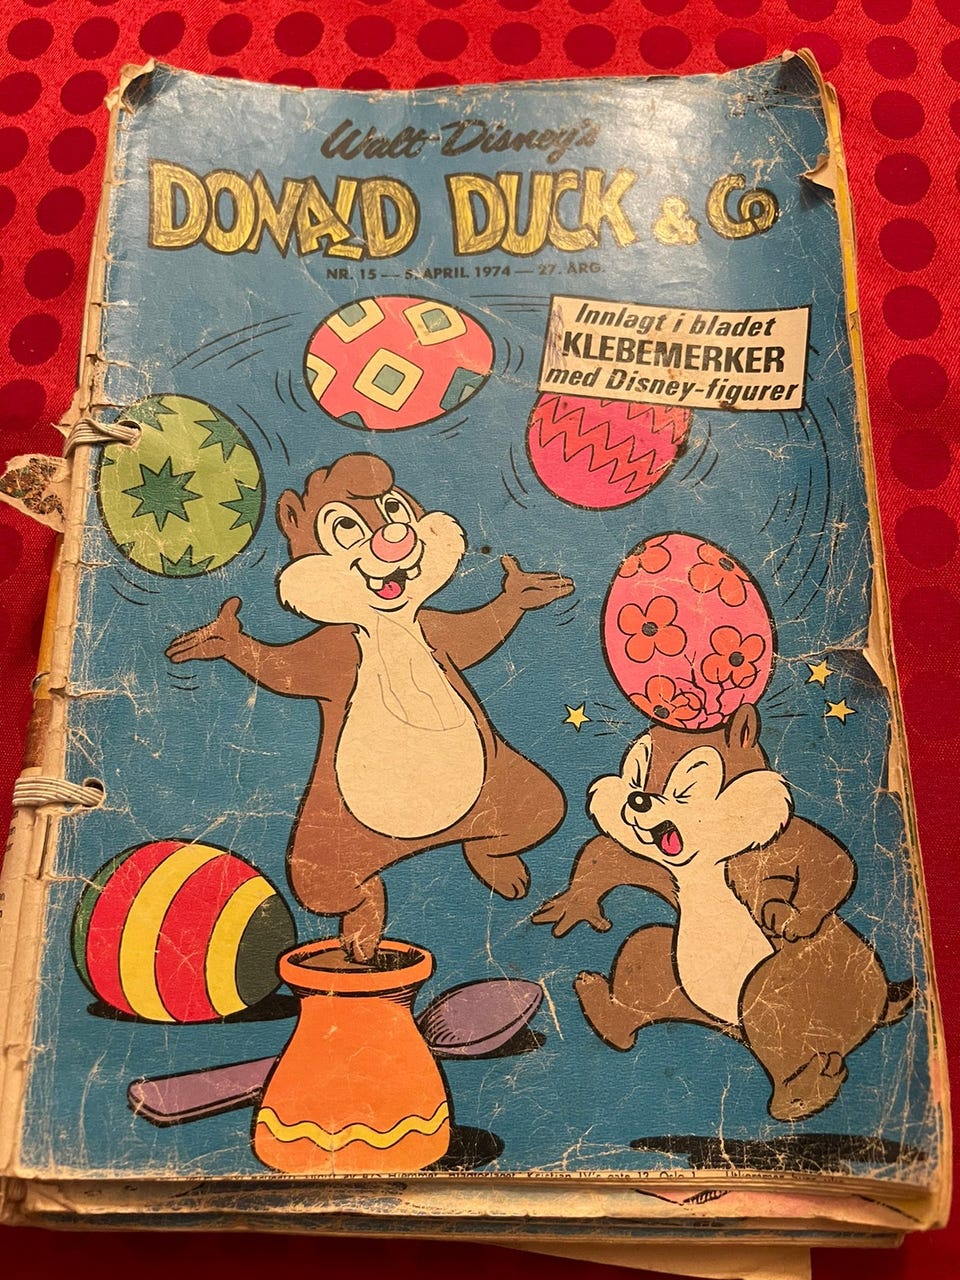 Walt Disney's
DONALD DUCK & Co
NR. 15 — 5. APRIL 1974 — 27. ÅRG.
Innlagt i bladet
KLEBEMERKER
med Disney-figurer